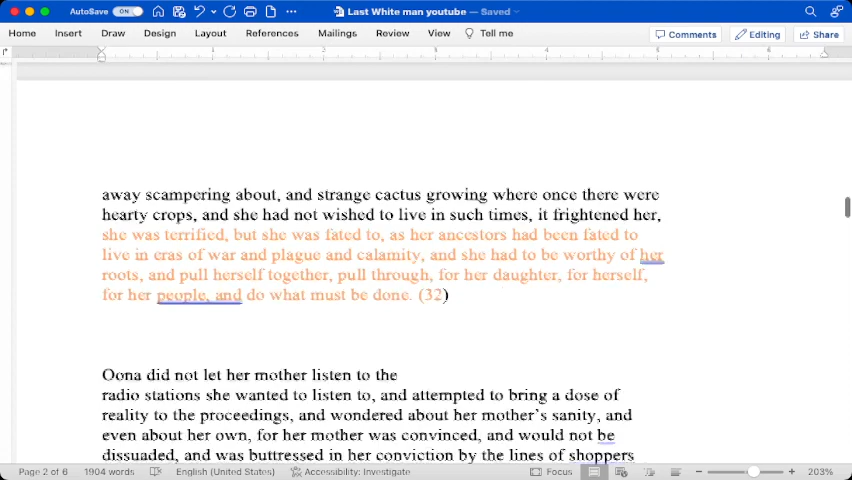 AutoSave ON Last White man youtube — Saved
Home Insert Draw Design Layout References Mailings Review View Tell me Comments Editing Share
1 2 3 4 5 6
away scampering about, and strange cactus growing where once there were
hearty crops, and she had not wished to live in such times, it frightened her,
she was terrified, but she was fated to, as her ancestors had been fated to
live in eras of war and plague and calamity, and she had to be worthy of her
roots, and pull herself together, pull through, for her daughter, for herself,
for her people, and do what must be done. (32)
Oona did not let her mother listen to the
radio stations she wanted to listen to, and attempted to bring a dose of
reality to the proceedings, and wondered about her mother's sanity, and
even about her own, for her mother was convinced, and would not be
dissuaded, and was buttressed in her conviction by the lines of shoppers
Page 2 of 6 1904 words English (United States) Accessibility: Investigate Focus 203%